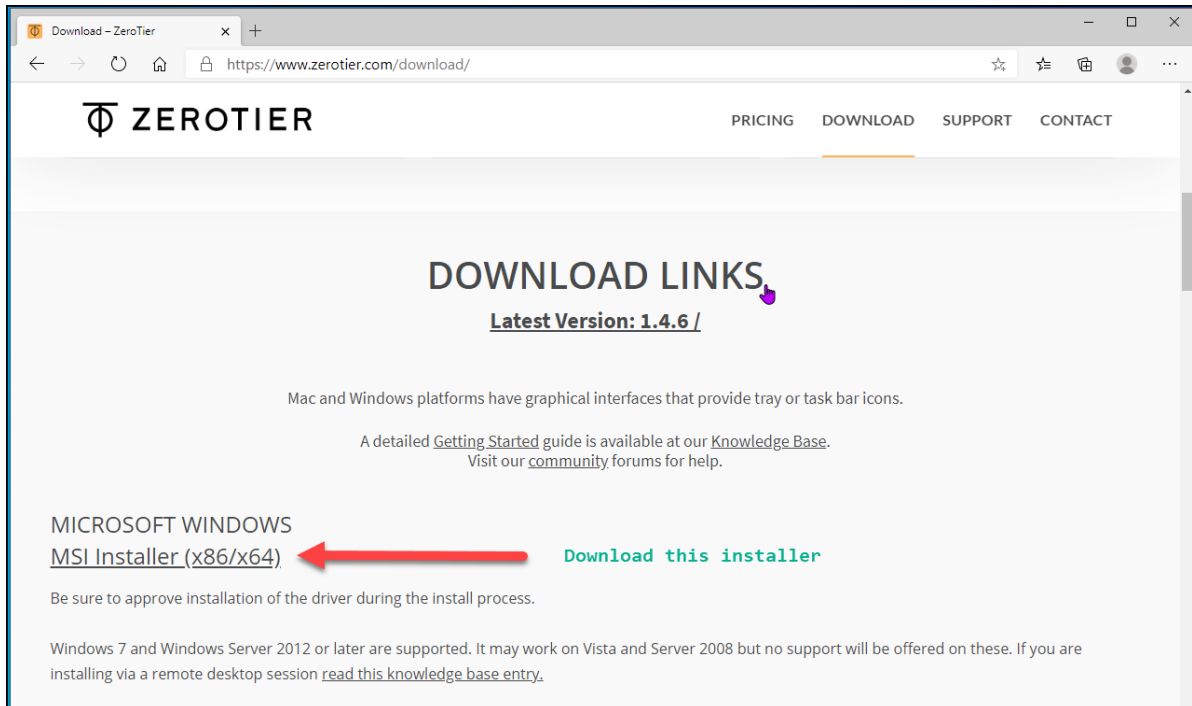 Download – ZeroTier
https://www.zerotier.com/download/
ZEROTIER
PRICING DOWNLOAD SUPPORT CONTACT
DOWNLOAD LINKS
Latest Version: 1.4.6 /
Mac and Windows platforms have graphical interfaces that provide tray or task bar icons.
A detailed Getting Started guide is available at our Knowledge Base.
Visit our community forums for help.
MICROSOFT WINDOWS
MSI Installer (x86/x64)
Download this installer
Be sure to approve installation of the driver during the install process.
Windows 7 and Windows Server 2012 or later are supported. It may work on Vista and Server 2008 but no support will be offered on these. If you are
installing via a remote desktop session read this knowledge base entry.